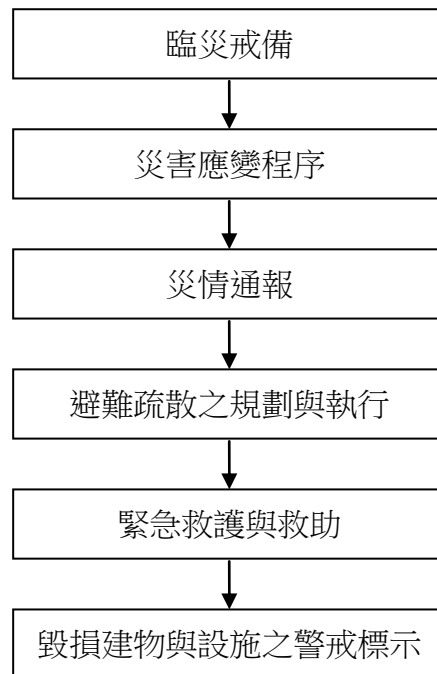 臨災戒備
災害應變程序
災情通報
避難疏散之規劃與執行
緊急救護與救助
毀損建物與設施之警戒標示